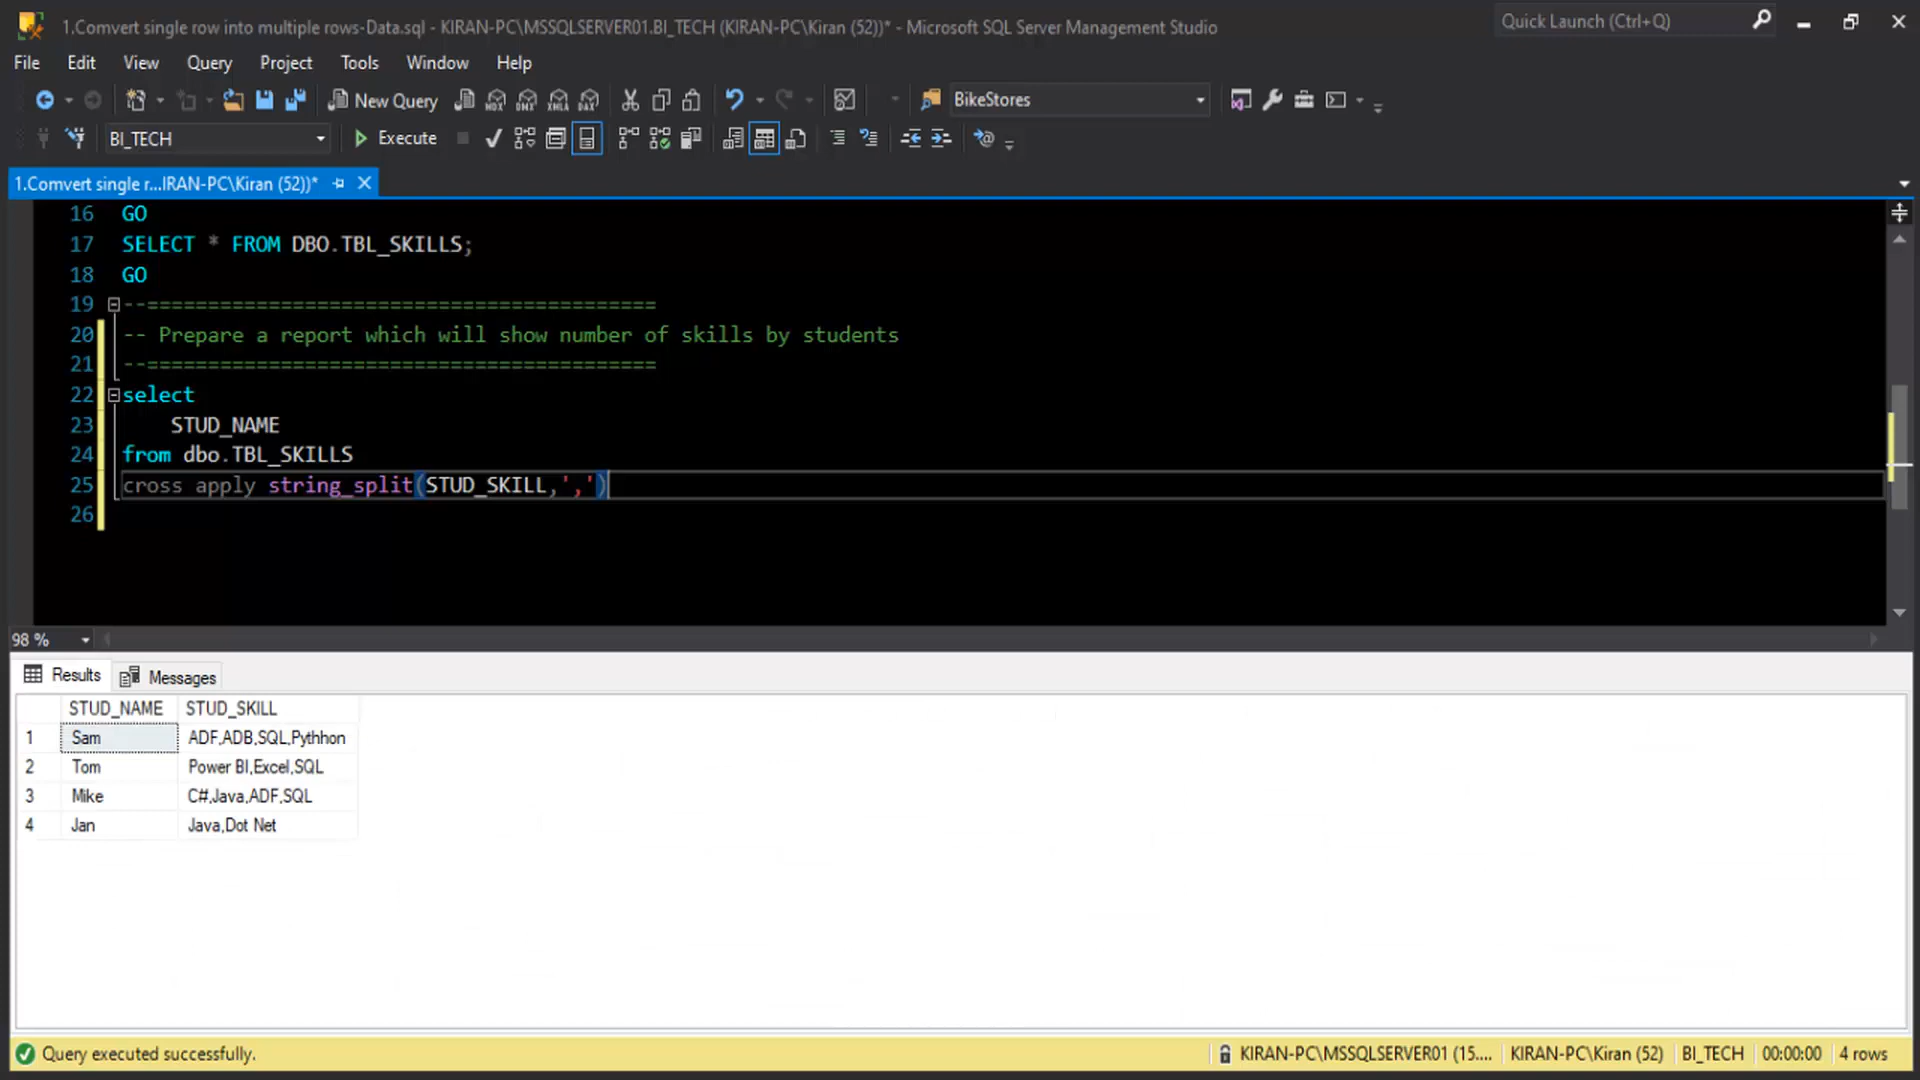 1.Comvert single row into multiple rows-Data.sql - KIRAN-PC\MSSQLSERVER01.BI_TECH (KIRAN-PC\Kiran (52))* - Microsoft SQL Server Management Studio
Quick Launch (Ctrl+Q)
File Edit View Query Project Tools Window Help
New Query
MDX DMX XMLA DAX
BikeStores
BI_TECH
Execute
1.Comvert single r...IRAN-PC\Kiran (52))*
16 GO
17 SELECT * FROM DBO.TBL_SKILLS;
18 GO
19 --==========================================
20 -- Prepare a report which will show number of skills by students
21 --==========================================
22 select
23 STUD_NAME
24 from dbo.TBL_SKILLS
25 cross apply string_split(STUD_SKILL,',')
26
98 %
Results Messages
STUD_NAME STUD_SKILL
1 Sam ADF,ADB,SQL,Pythhon
2 Tom Power BI,Excel,SQL
3 Mike C#,Java,ADF,SQL
4 Jan Java,Dot Net
Query executed successfully.
KIRAN-PC\MSSQLSERVER01 (15.... KIRAN-PC\Kiran (52) BI_TECH 00:00:00 4 rows